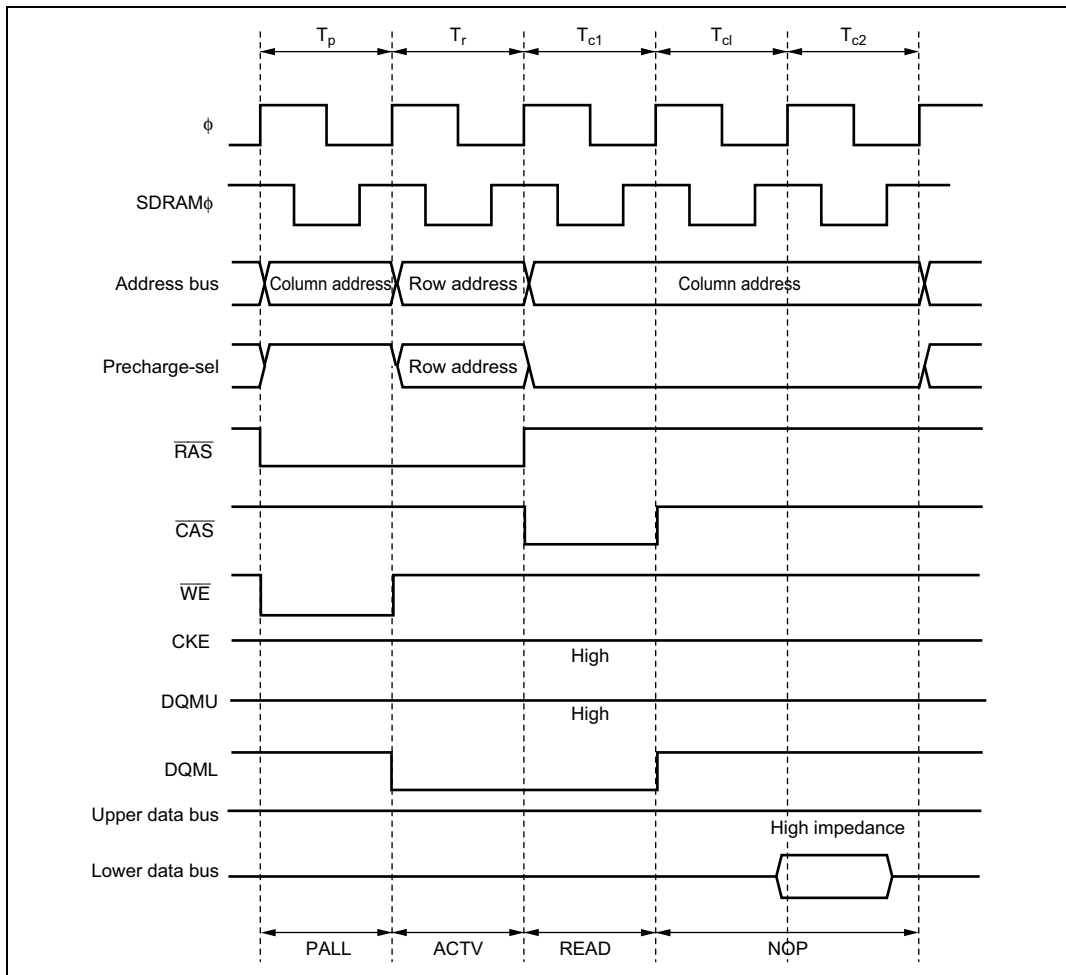 Tp Tr Tc1 Tcl Tc2
ϕ
SDRAMϕ
Address bus Column address Row address Column address
Precharge-sel Row address
RAS
CAS
WE
CKE
High
DQMU
High
DQML
Upper data bus
High impedance
Lower data bus
PALL ACTV READ NOP